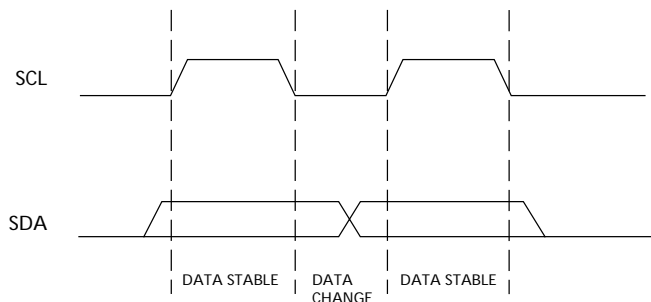 SCL
SDA
DATA STABLE
DATA
CHANGE
DATA STABLE